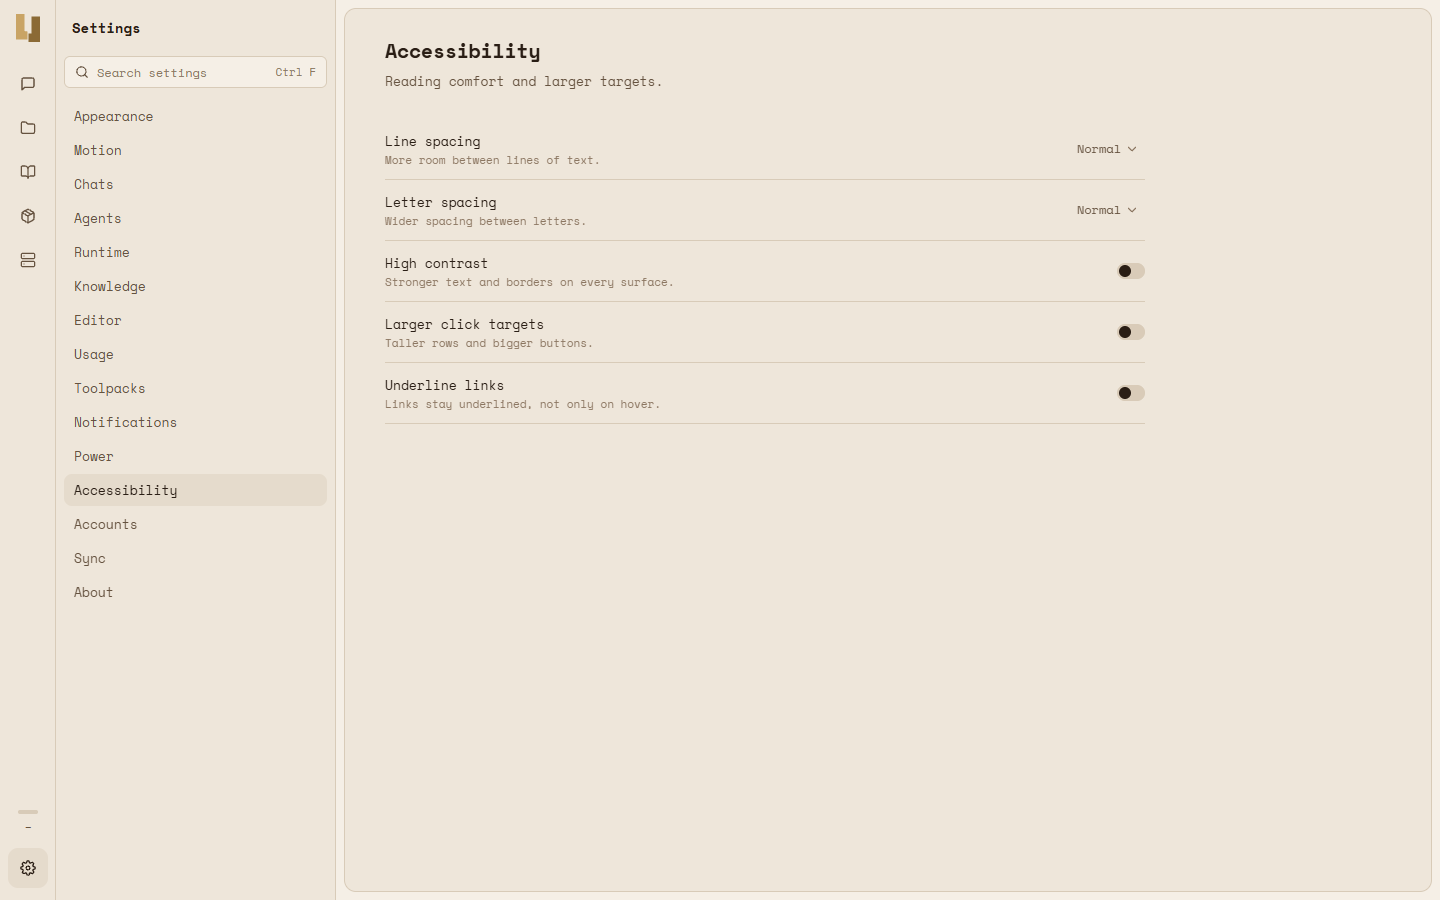 Settings
Search settings Ctrl F
Appearance
Motion
Chats
Agents
Runtime
Knowledge
Editor
Usage
Toolpacks
Notifications
Power
Accessibility
Accounts
Sync
About
–
Accessibility
Reading comfort and larger targets.
Line spacing
More room between lines of text.
Normal
Letter spacing
Wider spacing between letters.
Normal
High contrast
Stronger text and borders on every surface.
Larger click targets
Taller rows and bigger buttons.
Underline links
Links stay underlined, not only on hover.